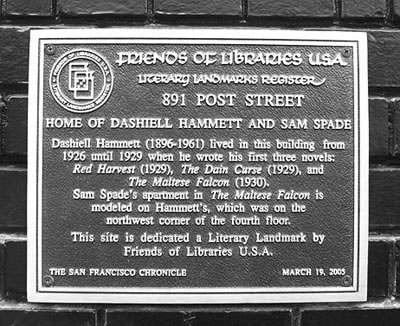 FRIENDS OF LIBRARIES U.S.A.
LITERARY LANDMARKS REGISTER
891 POST STREET
HOME OF DASHIELL HAMMETT AND SAM SPADE
Dashiell Hammett (1896-1961) lived in this building from
1926 until 1929 when he wrote his first three novels:
Red Harvest (1929), The Dain Curse (1929), and
The Maltese Falcon (1930).
Sam Spade's apartment in The Maltese Falcon is
modeled on Hammett's, which was on the
northwest corner of the fourth floor.
This site is dedicated a Literary Landmark by
Friends of Libraries U.S.A.
THE SAN FRANCISCO CHRONICLE MARCH 19, 2005